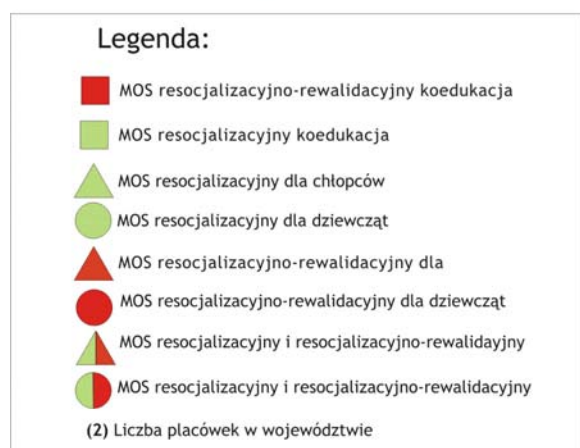 Legenda:
MOS resocjalizacyjno-rewalidacyjny koedukacja
MOS resocjalizacyjny koedukacja
MOS resocjalizacyjny dla chłopców
MOS resocjalizacyjny dla dziewcząt
MOS resocjalizacyjno-rewalidacyjny dla
MOS resocjalizacyjno-rewalidacyjny dla dziewcząt
MOS resocjalizacyjny i resocjalizacyjno-rewalidayjny
MOS resocjalizacyjny i resocjalizacyjno-rewalidacyjny
(2) Liczba placówek w województwie